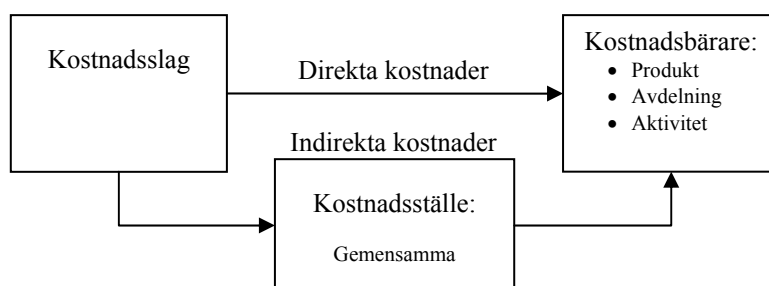 Kostnadsslag
Direkta kostnader
Kostnadsbärare:
• Produkt
• Avdelning
• Aktivitet
Indirekta kostnader
Kostnadsställe:
Gemensamma